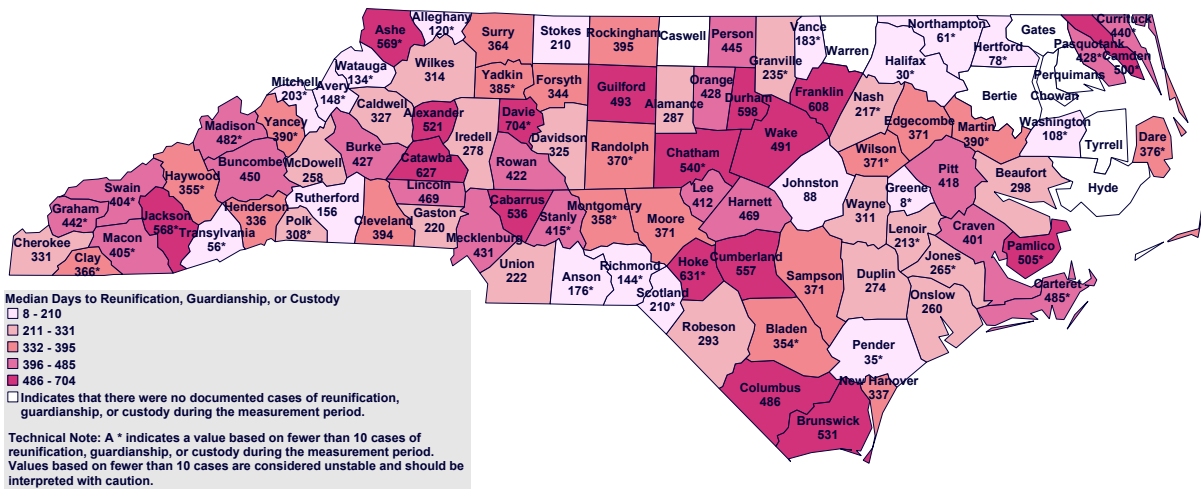 Ashe
569*
Alleghany
120*
Surry
364
Stokes
210
Rockingham
395
Caswell
Person
445
Vance
183*
Warren
Northampton
61*
Gates
Currituck
440*
Pasquotank
428*
Camden
500*
Watauga
134*
Wilkes
314
Yadkin
385*
Forsyth
344
Guilford
493
Alamance
287
Orange
428
Durham
598
Granville
235*
Franklin
608
Halifax
30*
Hertford
78*
Perquimans
Chowan
Bertie
Mitchell
203*
Avery
148*
Caldwell
327
Alexander
521
Iredell
278
Davie
704*
Davidson
325
Randolph
370*
Chatham
540*
Wake
491
Nash
217*
Edgecombe
371
Martin
390*
Washington
108*
Tyrrell
Dare
376*
Madison
482*
Yancey
390*
McDowell
258
Burke
427
Catawba
627
Rowan
422
Wilson
371*
Pitt
418
Beaufort
298
Hyde
Haywood
355*
Buncombe
450
Rutherford
156
Lincoln
469
Cabarrus
536
Stanly
415*
Montgomery
358*
Moore
371
Lee
412
Harnett
469
Johnston
88
Wayne
311
Greene
8*
Lenoir
213*
Craven
401
Pamlico
505*
Swain
404*
Graham
442*
Jackson
568*
Macon
405*
Cherokee
331
Clay
366*
Transylvania
56*
Henderson
336
Polk
308*
Cleveland
394
Gaston
220
Mecklenburg
431
Union
222
Anson
176*
Richmond
144*
Scotland
210*
Hoke
631*
Cumberland
557
Sampson
371
Duplin
274
Jones
265*
Onslow
260
Carteret
485*
Robeson
293
Bladen
354*
Pender
35*
New Hanover
337
Columbus
486
Brunswick
531
Median Days to Reunification, Guardianship, or Custody
8 - 210
211 - 331
332 - 395
396 - 485
486 - 704
Indicates that there were no documented cases of reunification,
guardianship, or custody during the measurement period.
Technical Note: A * indicates a value based on fewer than 10 cases of
reunification, guardianship, or custody during the measurement period.
Values based on fewer than 10 cases are considered unstable and should be
interpreted with caution.